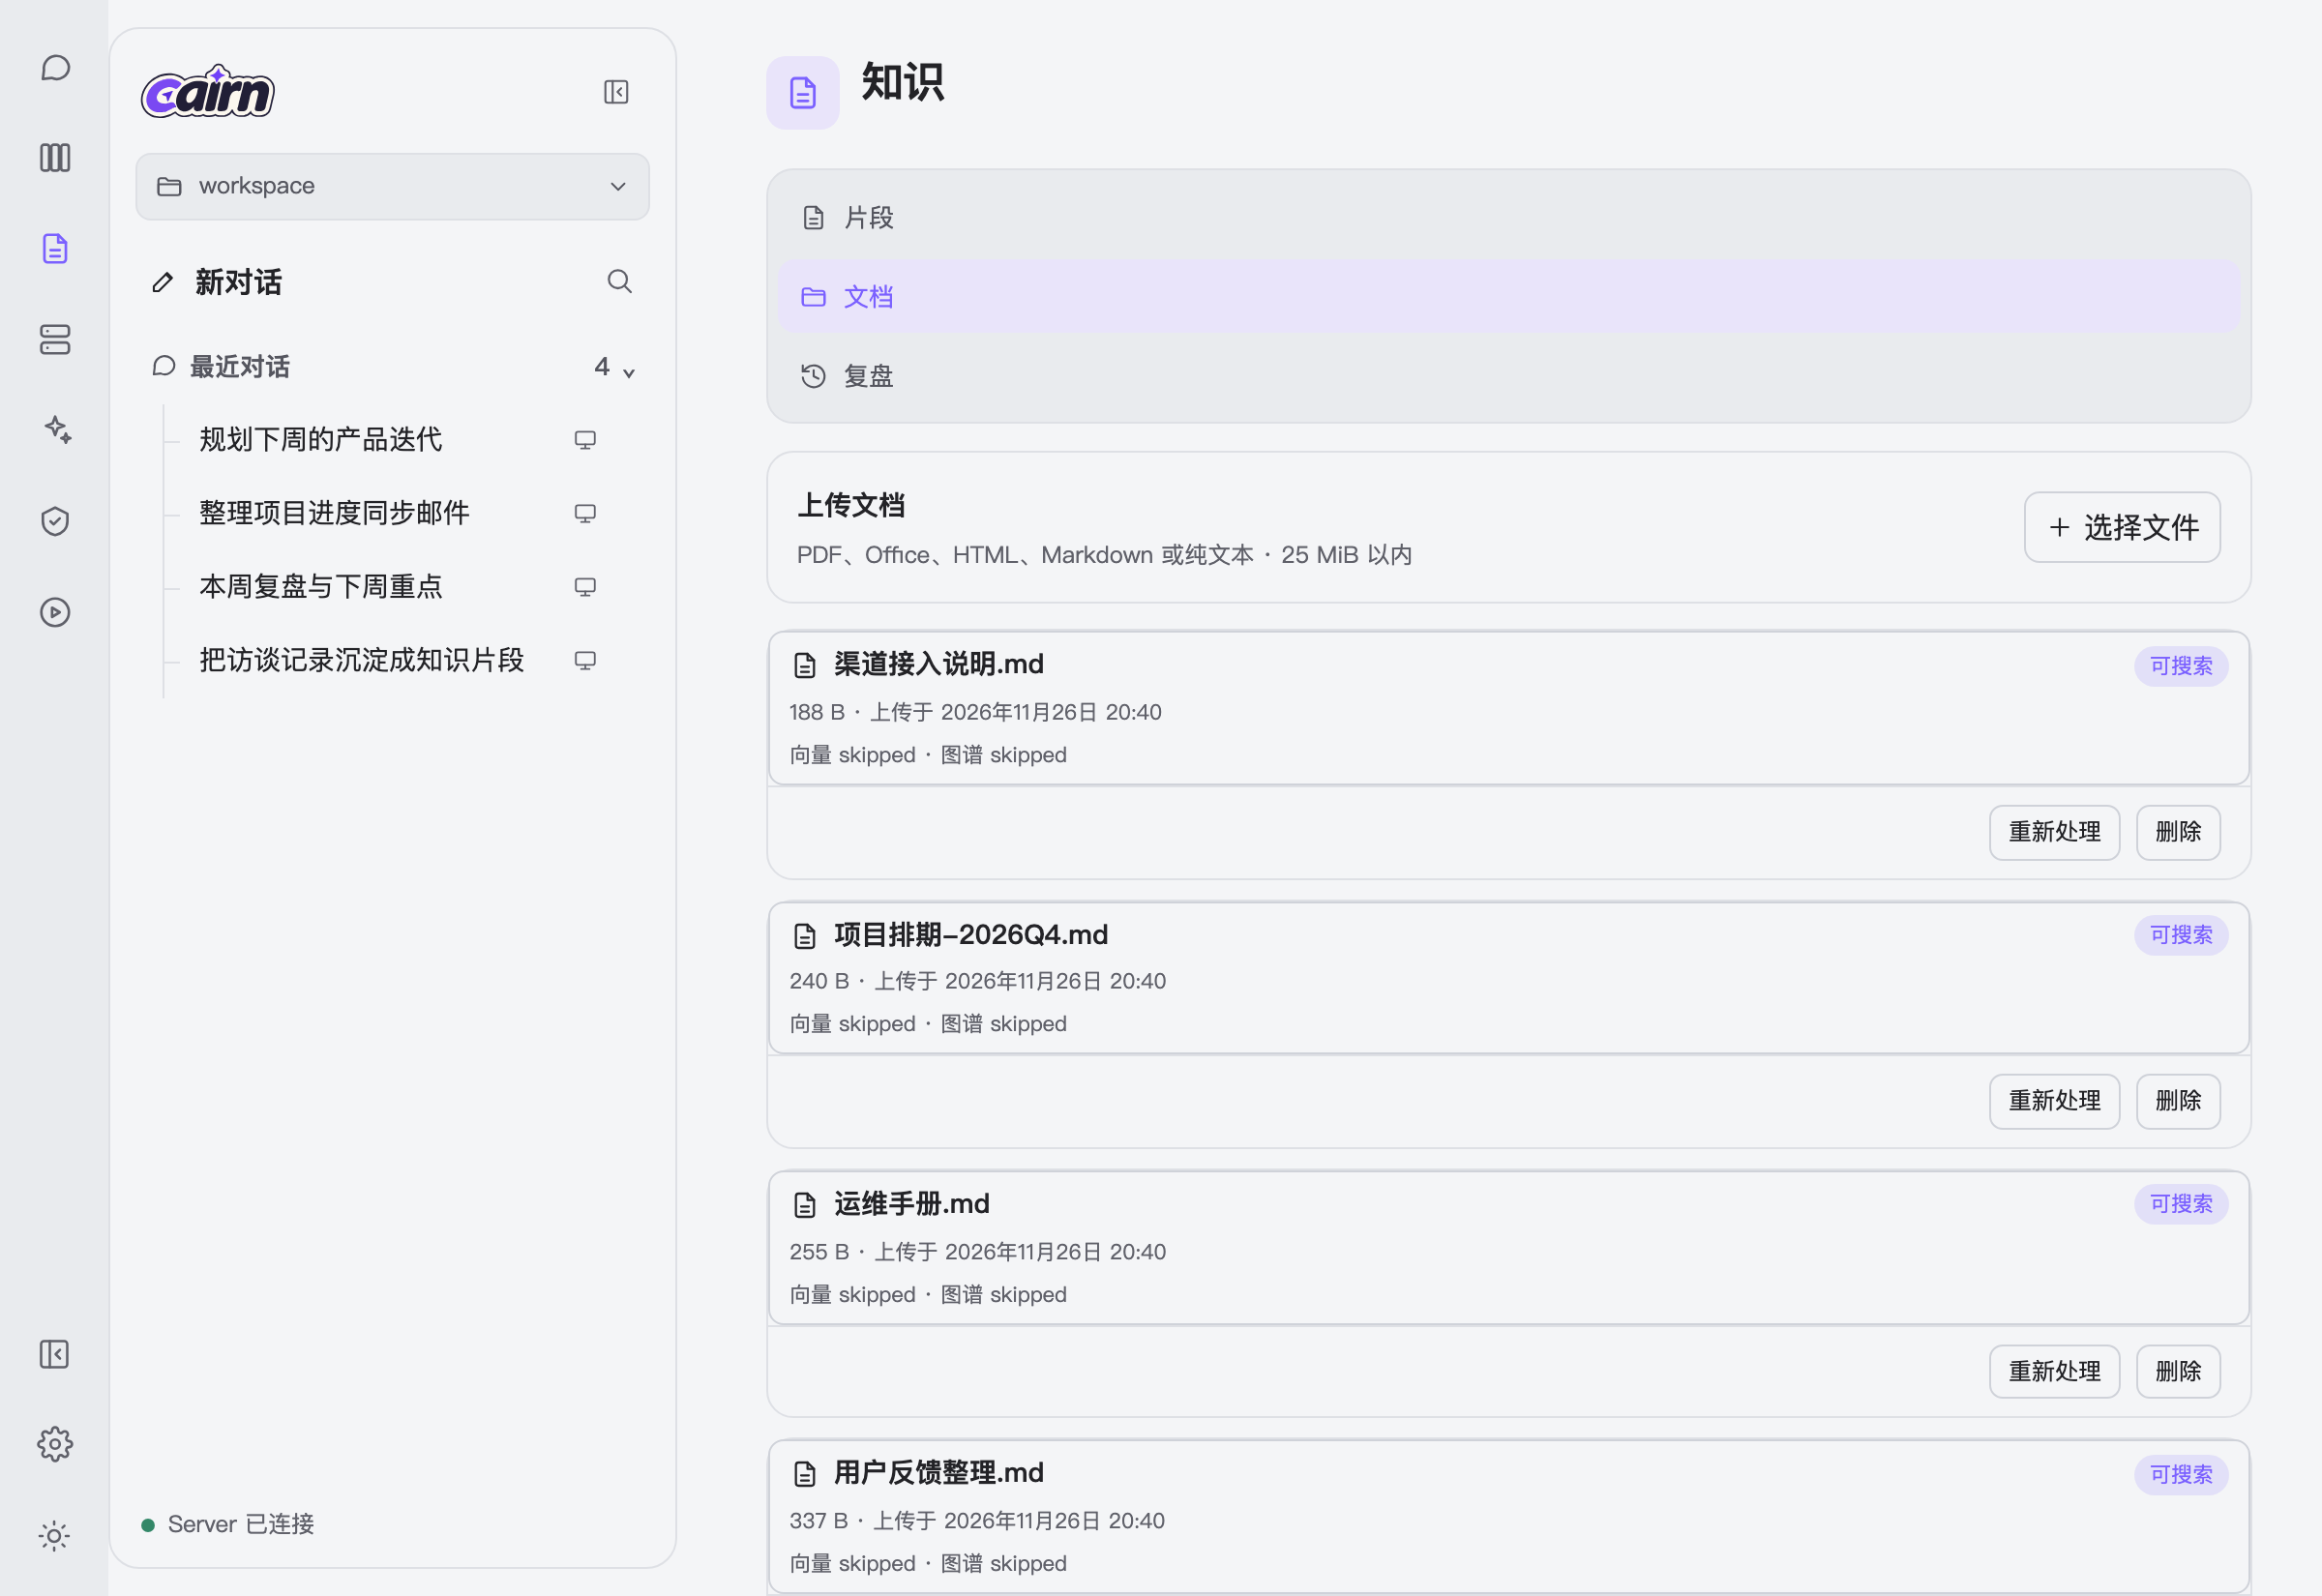 cairn
workspace
新对话
最近对话 4
规划下周的产品迭代
整理项目进度同步邮件
本周复盘与下周重点
把访谈记录沉淀成知识片段
Server 已连接
知识
片段
文档
复盘
上传文档
PDF、Office、HTML、Markdown 或纯文本 · 25 MiB 以内
选择文件
渠道接入说明.md
可搜索
188 B · 上传于 2026年11月26日 20:40
向量 skipped · 图谱 skipped
重新处理 删除
项目排期-2026Q4.md
可搜索
240 B · 上传于 2026年11月26日 20:40
向量 skipped · 图谱 skipped
重新处理 删除
运维手册.md
可搜索
255 B · 上传于 2026年11月26日 20:40
向量 skipped · 图谱 skipped
重新处理 删除
用户反馈整理.md
可搜索
337 B · 上传于 2026年11月26日 20:40
向量 skipped · 图谱 skipped